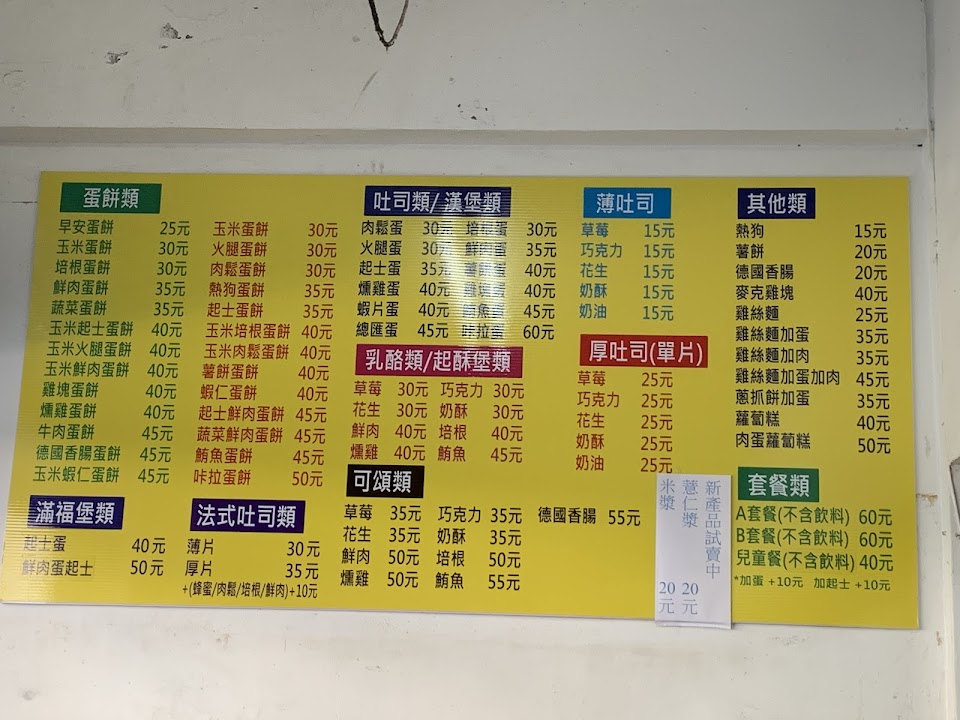 蛋餅類
早安蛋餅 25元
玉米蛋餅 30元
培根蛋餅 30元
鮮肉蛋餅 35元
蔬菜蛋餅 35元
玉米起士蛋餅 40元
玉米火腿蛋餅 40元
玉米鮮肉蛋餅 40元
雞塊蛋餅 40元
燻雞蛋餅 40元
牛肉蛋餅 45元
德國香腸蛋餅 45元
玉米蝦仁蛋餅 45元
玉米蛋餅 30元
火腿蛋餅 30元
肉鬆蛋餅 30元
熱狗蛋餅 35元
起士蛋餅 35元
玉米培根蛋餅 40元
玉米肉鬆蛋餅 40元
薯餅蛋餅 40元
蝦仁蛋餅 40元
起士鮮肉蛋餅 45元
蔬菜鮮肉蛋餅 45元
鮪魚蛋餅 45元
咔拉蛋餅 50元
滿福堡類
起士蛋 40元
鮮肉蛋起士 50元
法式吐司類
薄片 30元
厚片 35元
+(蜂蜜/肉鬆/培根/鮮肉)+10元
吐司類/漢堡類
肉鬆蛋 30元 培根蛋 30元
火腿蛋 30元 鮮肉蛋 35元
起士蛋 35元 薯餅蛋 40元
燻雞蛋 40元 雞塊蛋 40元
蝦片蛋 40元 鮪魚蛋 45元
總匯蛋 45元 咔拉蛋 60元
乳酪類/起酥堡類
草莓 30元 巧克力 30元
花生 30元 奶酥 30元
鮮肉 40元 培根 40元
燻雞 40元 鮪魚 45元
可頌類
草莓 35元 巧克力 35元 德國香腸 55元
花生 35元 奶酥 35元
鮮肉 50元 培根 50元
燻雞 50元 鮪魚 55元
薄吐司
草莓 15元
巧克力 15元
花生 15元
奶酥 15元
奶油 15元
厚吐司(單片)
草莓 25元
巧克力 25元
花生 25元
奶酥 25元
奶油 25元
新產品試賣中
薏仁漿 20元
米漿 20元
其他類
熱狗 15元
薯餅 20元
德國香腸 20元
麥克雞塊 40元
雞絲麵 25元
雞絲麵加蛋 35元
雞絲麵加肉 35元
雞絲麵加蛋加肉 45元
蔥抓餅加蛋 35元
蘿蔔糕 40元
肉蛋蘿蔔糕 50元
套餐類
A套餐(不含飲料) 60元
B套餐(不含飲料) 60元
兒童餐(不含飲料) 40元
*加蛋+10元 加起士+10元